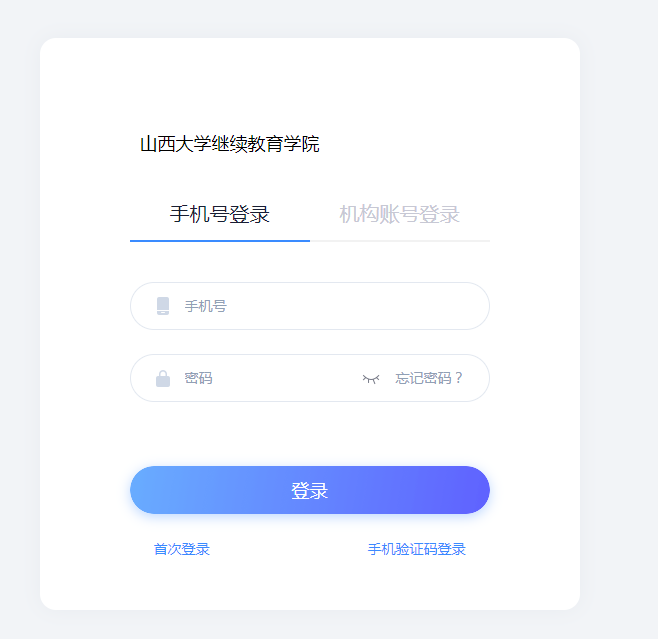 山西大学继续教育学院
手机号登录 机构账号登录
手机号
密码 忘记密码？
登录
首次登录 手机验证码登录